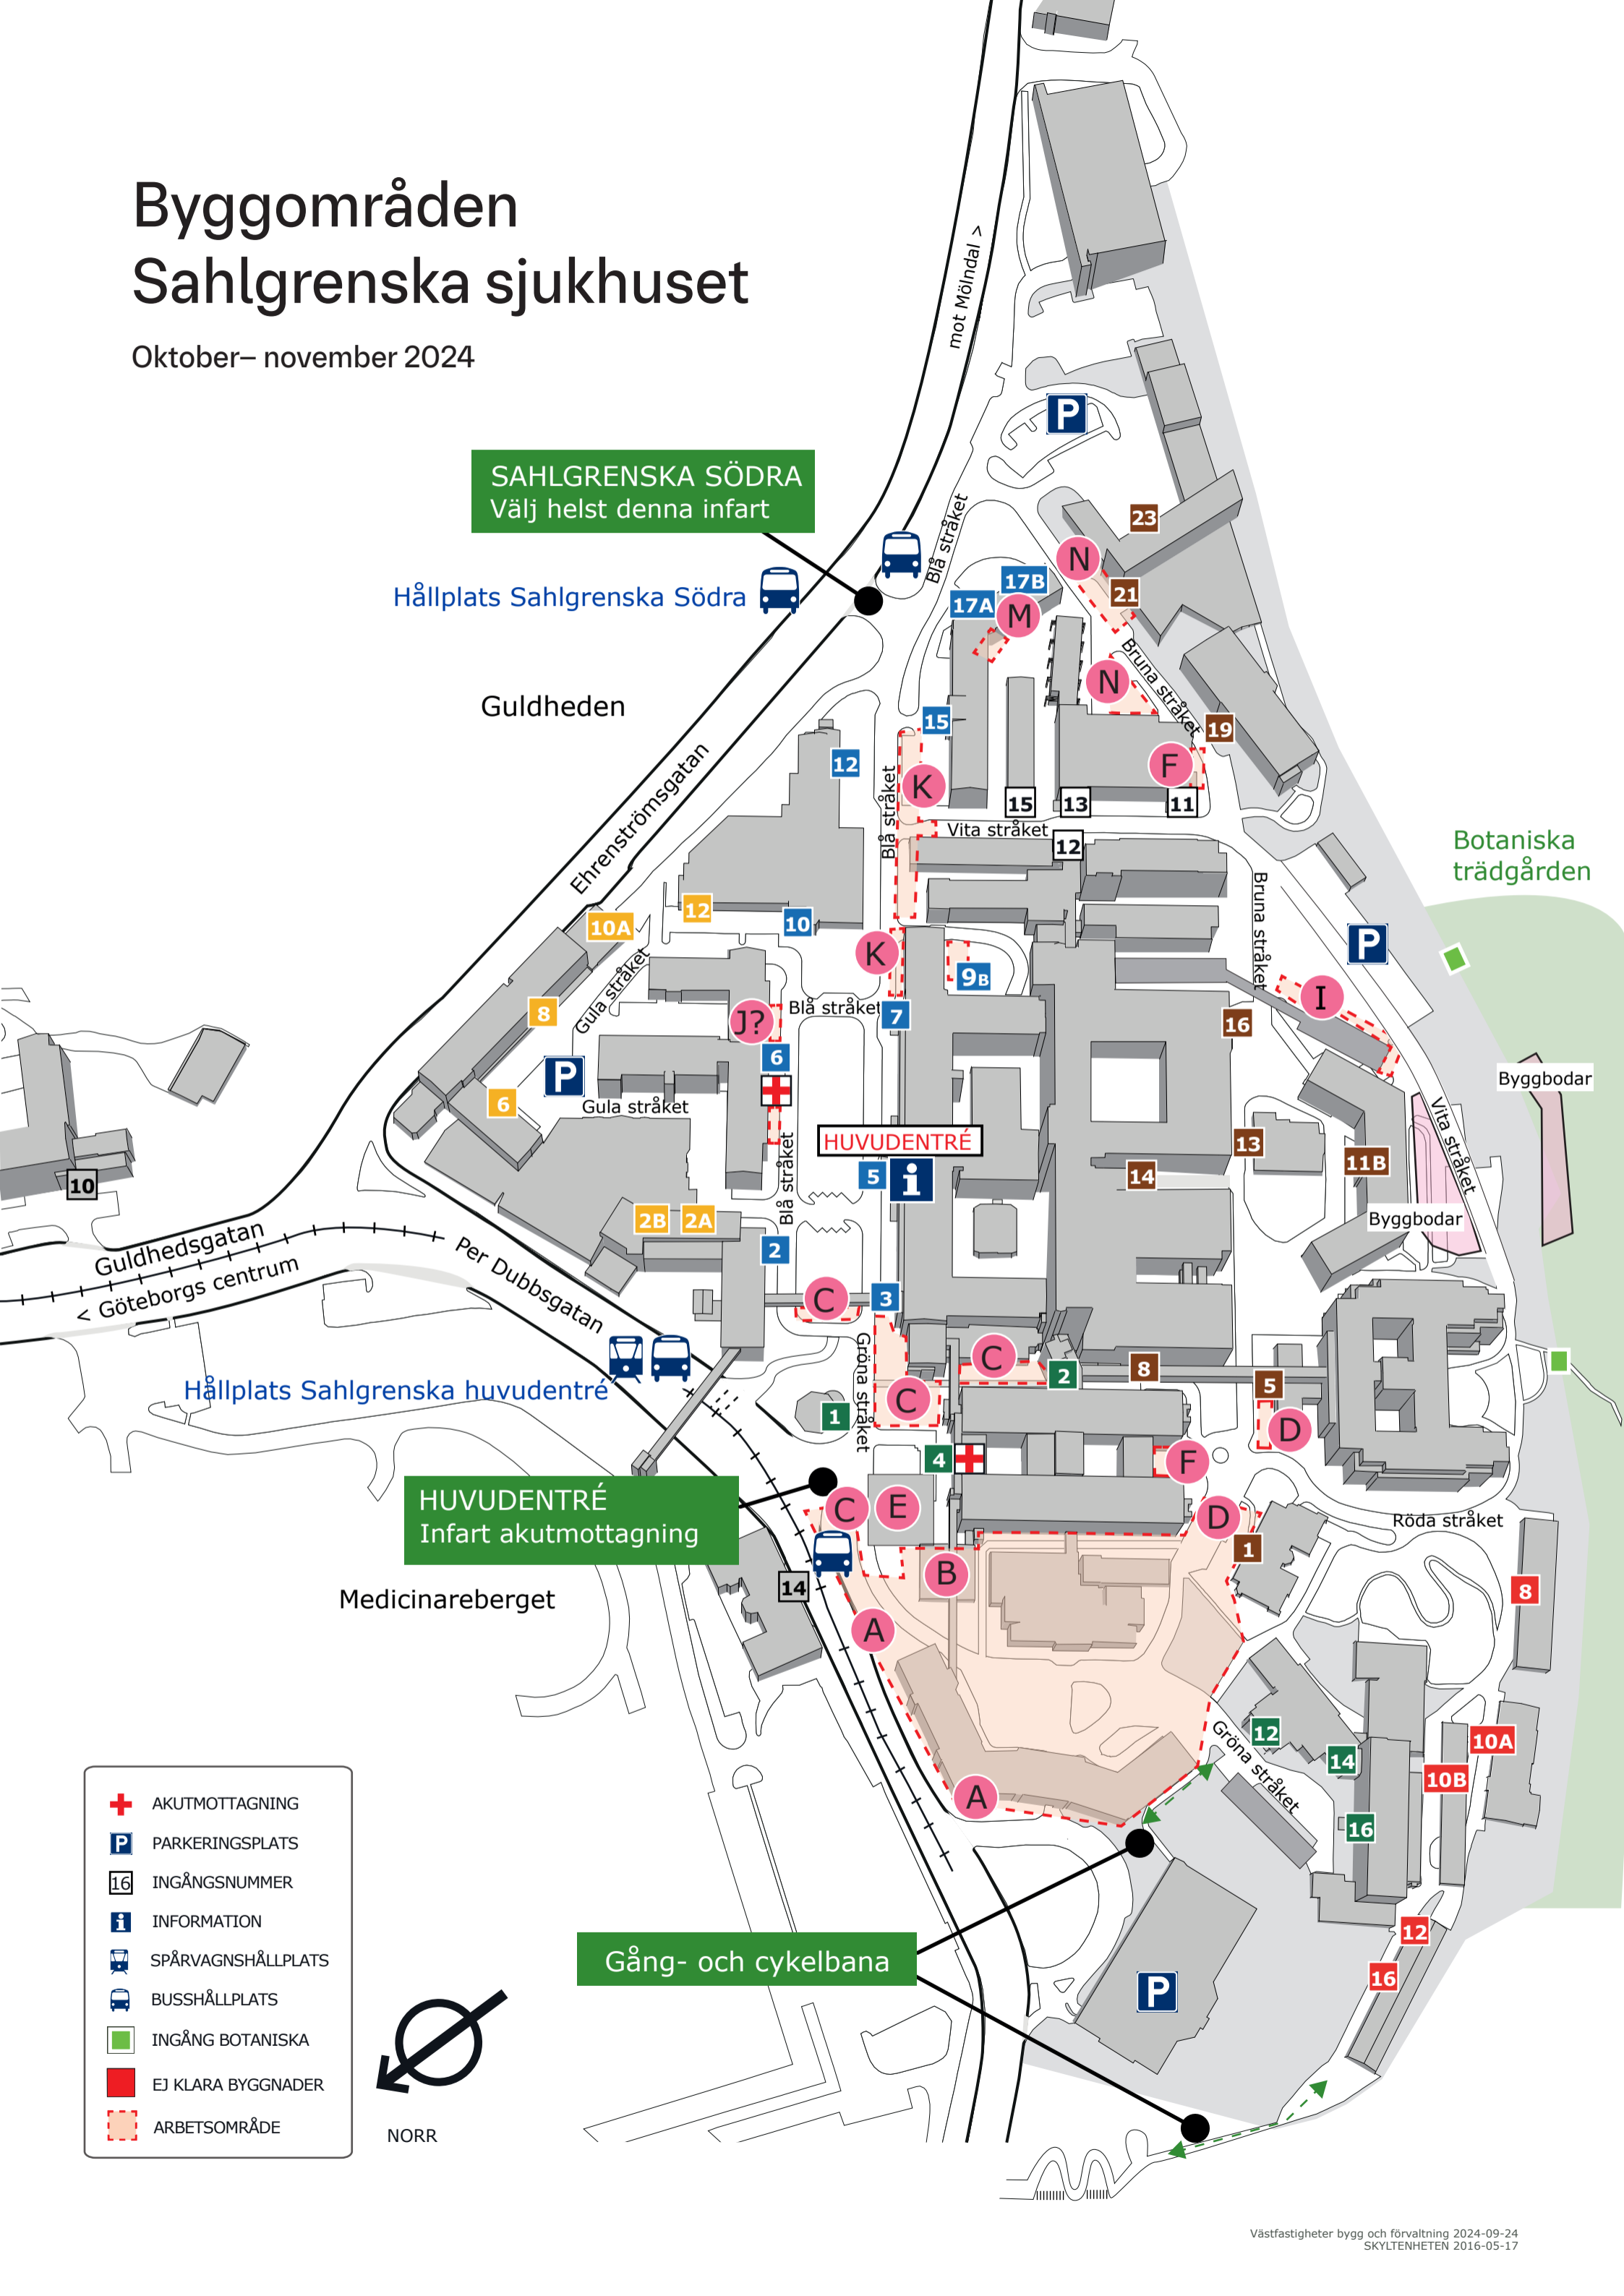 Byggområden
Sahlgrenska sjukhuset
Oktober– november 2024
mot Mölndal >
P
SAHLGRENSKA SÖDRA
Välj helst denna infart
Hållplats Sahlgrenska Södra
Blå stråket
23
N
21
17B
17A
M
Guldheden
Bruna stråket
N
15
19
12
F
K
15
13
11
Ehrenströmsgatan
Blå stråket
Vita stråket
12
Botaniska
trädgården
Bruna stråket
12
10A
10
P
K
9B
Gula stråket
8
J?
Blå stråket
7
I
16
6
P
6
Gula stråket
Byggbodar
Vita stråket
HUVUDENTRÉ
13
11B
5
i
14
10
Blå stråket
2B
2A
Byggbodar
2
Guldhedsgatan
< Göteborgs centrum
Per Dubbsgatan
C
3
Gröna stråket
C
2
8
5
Hållplats Sahlgrenska huvudentré
C
1
D
4
F
HUVUDENTRÉ
Infart akutmottagning
C
E
D
Röda stråket
1
B
14
8
Medicinareberget
A
12
10A
14
Gröna stråket
10B
A
16
12
Gång- och cykelbana
16
P
AKUTMOTTAGNING
P PARKERINGSPLATS
16 INGÅNGSNUMMER
i INFORMATION
SPÅRVAGNSHÅLLPLATS
BUSSHÅLLPLATS
INGÅNG BOTANISKA
EJ KLARA BYGGNADER
ARBETSOMRÅDE
NORR
Västfastigheter bygg och förvaltning 2024-09-24
SKYLTENHETEN 2016-05-17